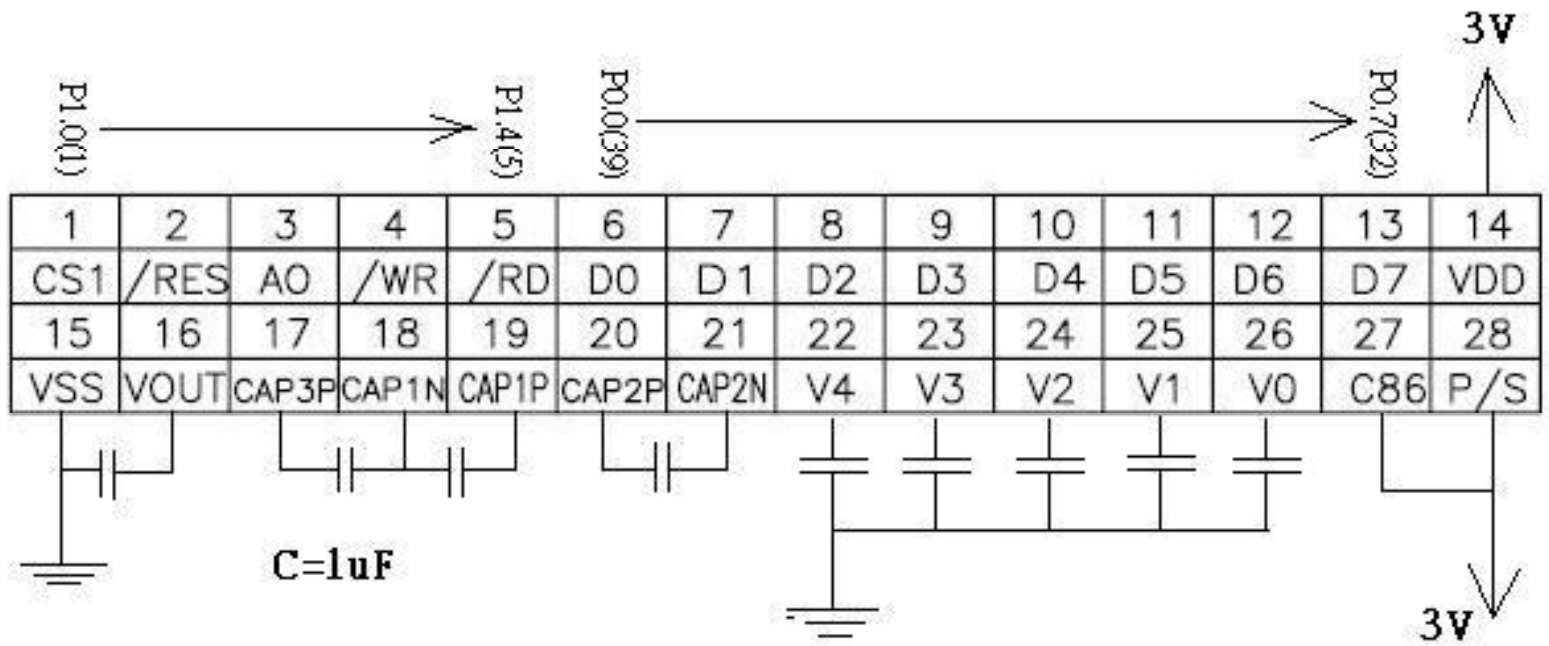 3V
P1.0(1) P1.4(5) P0.0(39) P0.7(32)
1 2 3 4 5 6 7 8 9 10 11 12 13 14
CS1 /RES A0 /WR /RD D0 D1 D2 D3 D4 D5 D6 D7 VDD
15 16 17 18 19 20 21 22 23 24 25 26 27 28
VSS VOUT CAP3P CAP1N CAP1P CAP2P CAP2N V4 V3 V2 V1 V0 C86 P/S
C=1uF
3V